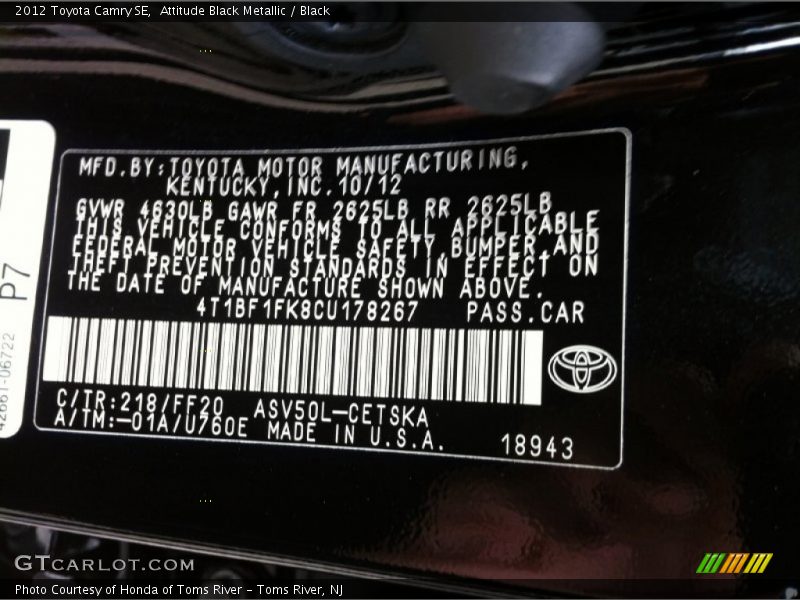 2012 Toyota Camry SE,  Attitude Black Metallic / Black
P7
42661-06722
MFD.BY:TOYOTA MOTOR MANUFACTURING,
KENTUCKY,INC.10/12
GVWR 4630LB GAWR FR 2625LB RR 2625LB
THIS VEHICLE CONFORMS TO ALL APPLICABLE
FEDERAL MOTOR VEHICLE SAFETY,BUMPER,AND
THEFT PREVENTION STANDARDS IN EFFECT ON
THE DATE OF MANUFACTURE SHOWN ABOVE.
4T1BF1FK8CU178267 PASS.CAR
C/TR:218/FF20 ASV50L-CETSKA
A/TM:-01A/U760E MADE IN U.S.A. 18943
GTCARLOT.COM
Photo Courtesy of Honda of Toms River - Toms River, NJ